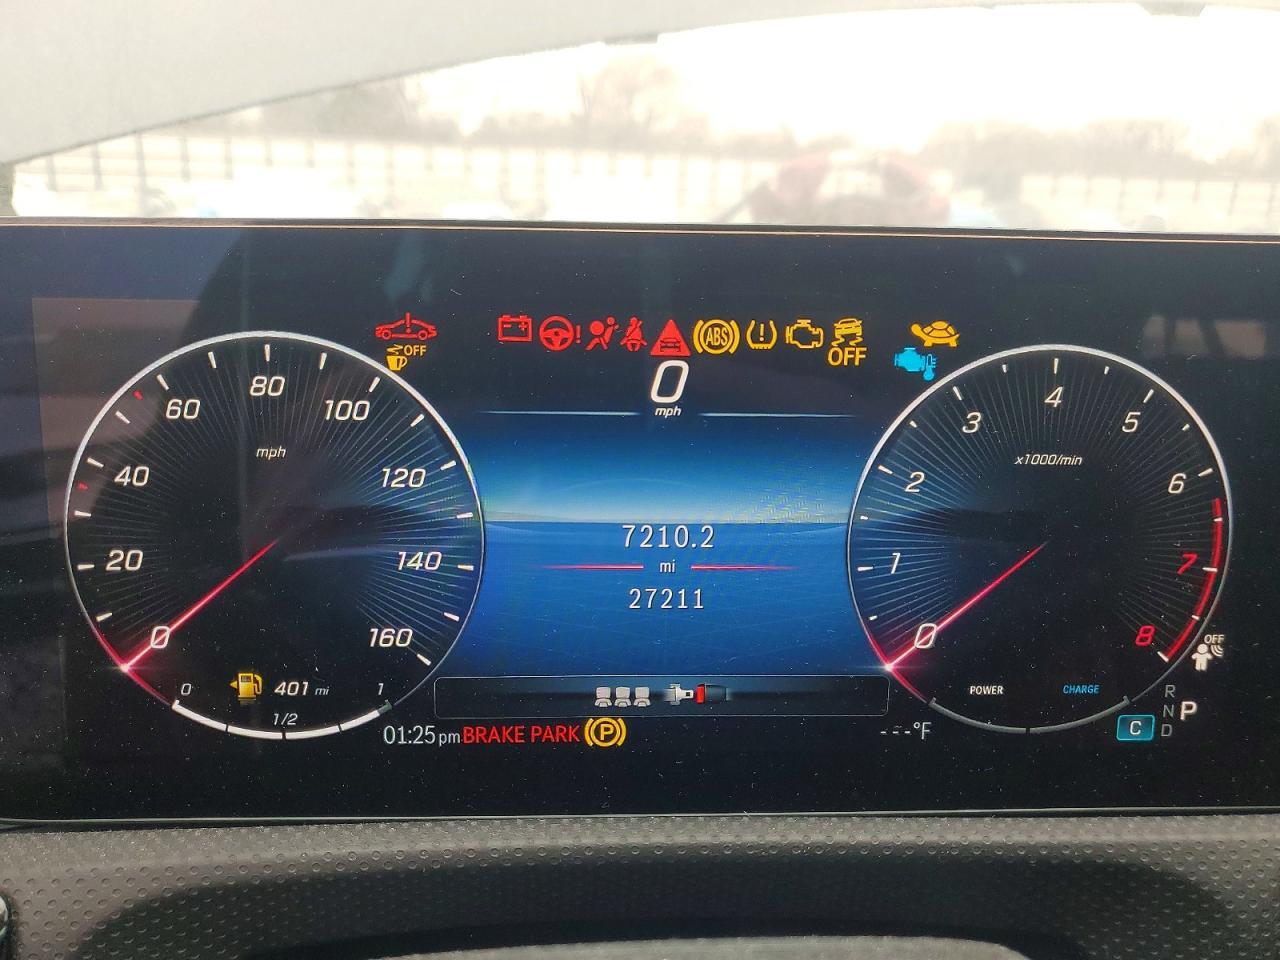 OFF
ABS
OFF
0
mph
0 20 40 60 80 100 120 140 160
mph
0 1/2 1
401 mi
7210.2
mi
27211
0 1 2 3 4 5 6 7 8
x1000/min
POWER CHARGE
OFF
01:25pm BRAKE PARK P
---°F
C
R
N P
D